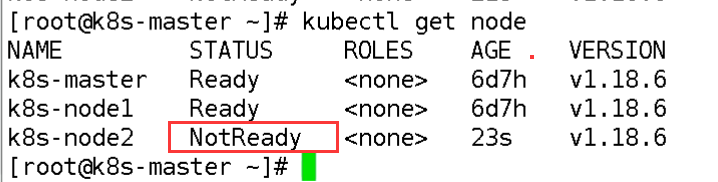 [root@k8s-master ~]# kubectl get node
NAME STATUS ROLES AGE VERSION
k8s-master Ready <none> 6d7h v1.18.6
k8s-node1 Ready <none> 6d7h v1.18.6
k8s-node2 NotReady <none> 23s v1.18.6
[root@k8s-master ~]#